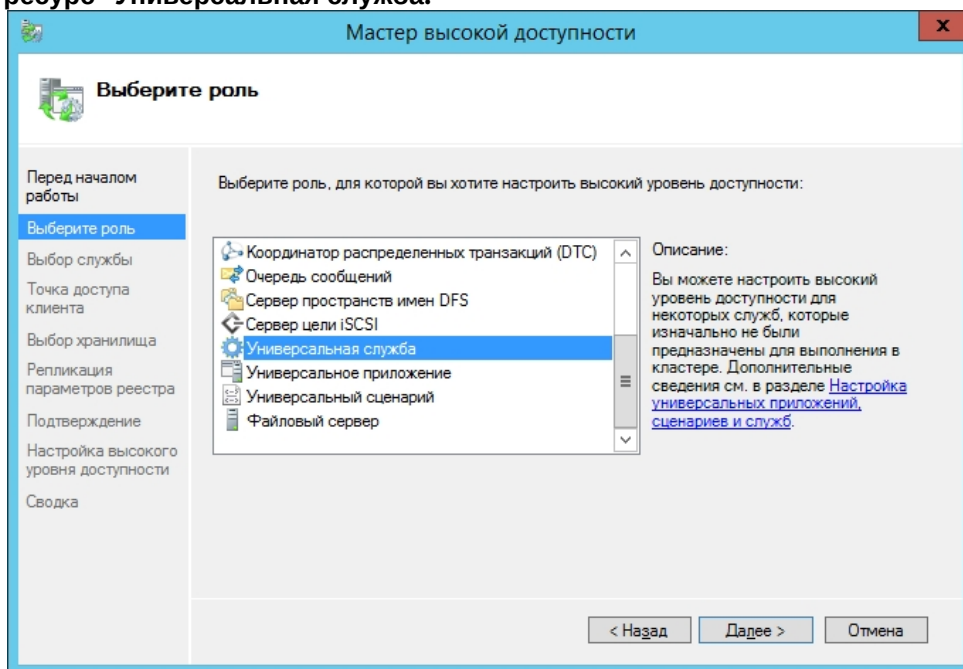 ресурс "Универсальная служба.
Мастер высокой доступности
x
Выберите роль
Перед началом
работы
Выберите роль
Выбор службы
Точка доступа
клиента
Выбор хранилища
Репликация
параметров реестра
Подтверждение
Настройка высокого
уровня доступности
Сводка
Выберите роль, для которой вы хотите настроить высокий уровень доступности:
Координатор распределенных транзакций (DTC)
Очередь сообщений
Сервер пространств имен DFS
Сервер цели iSCSI
Универсальная служба
Универсальное приложение
Универсальный сценарий
Файловый сервер
Описание:
Вы можете настроить высокий
уровень доступности для
некоторых служб, которые
изначально не были
предназначены для выполнения в
кластере. Дополнительные
сведения см. в разделе Настройка
универсальных приложений,
сценариев и служб.
< Назад
Далее >
Отмена